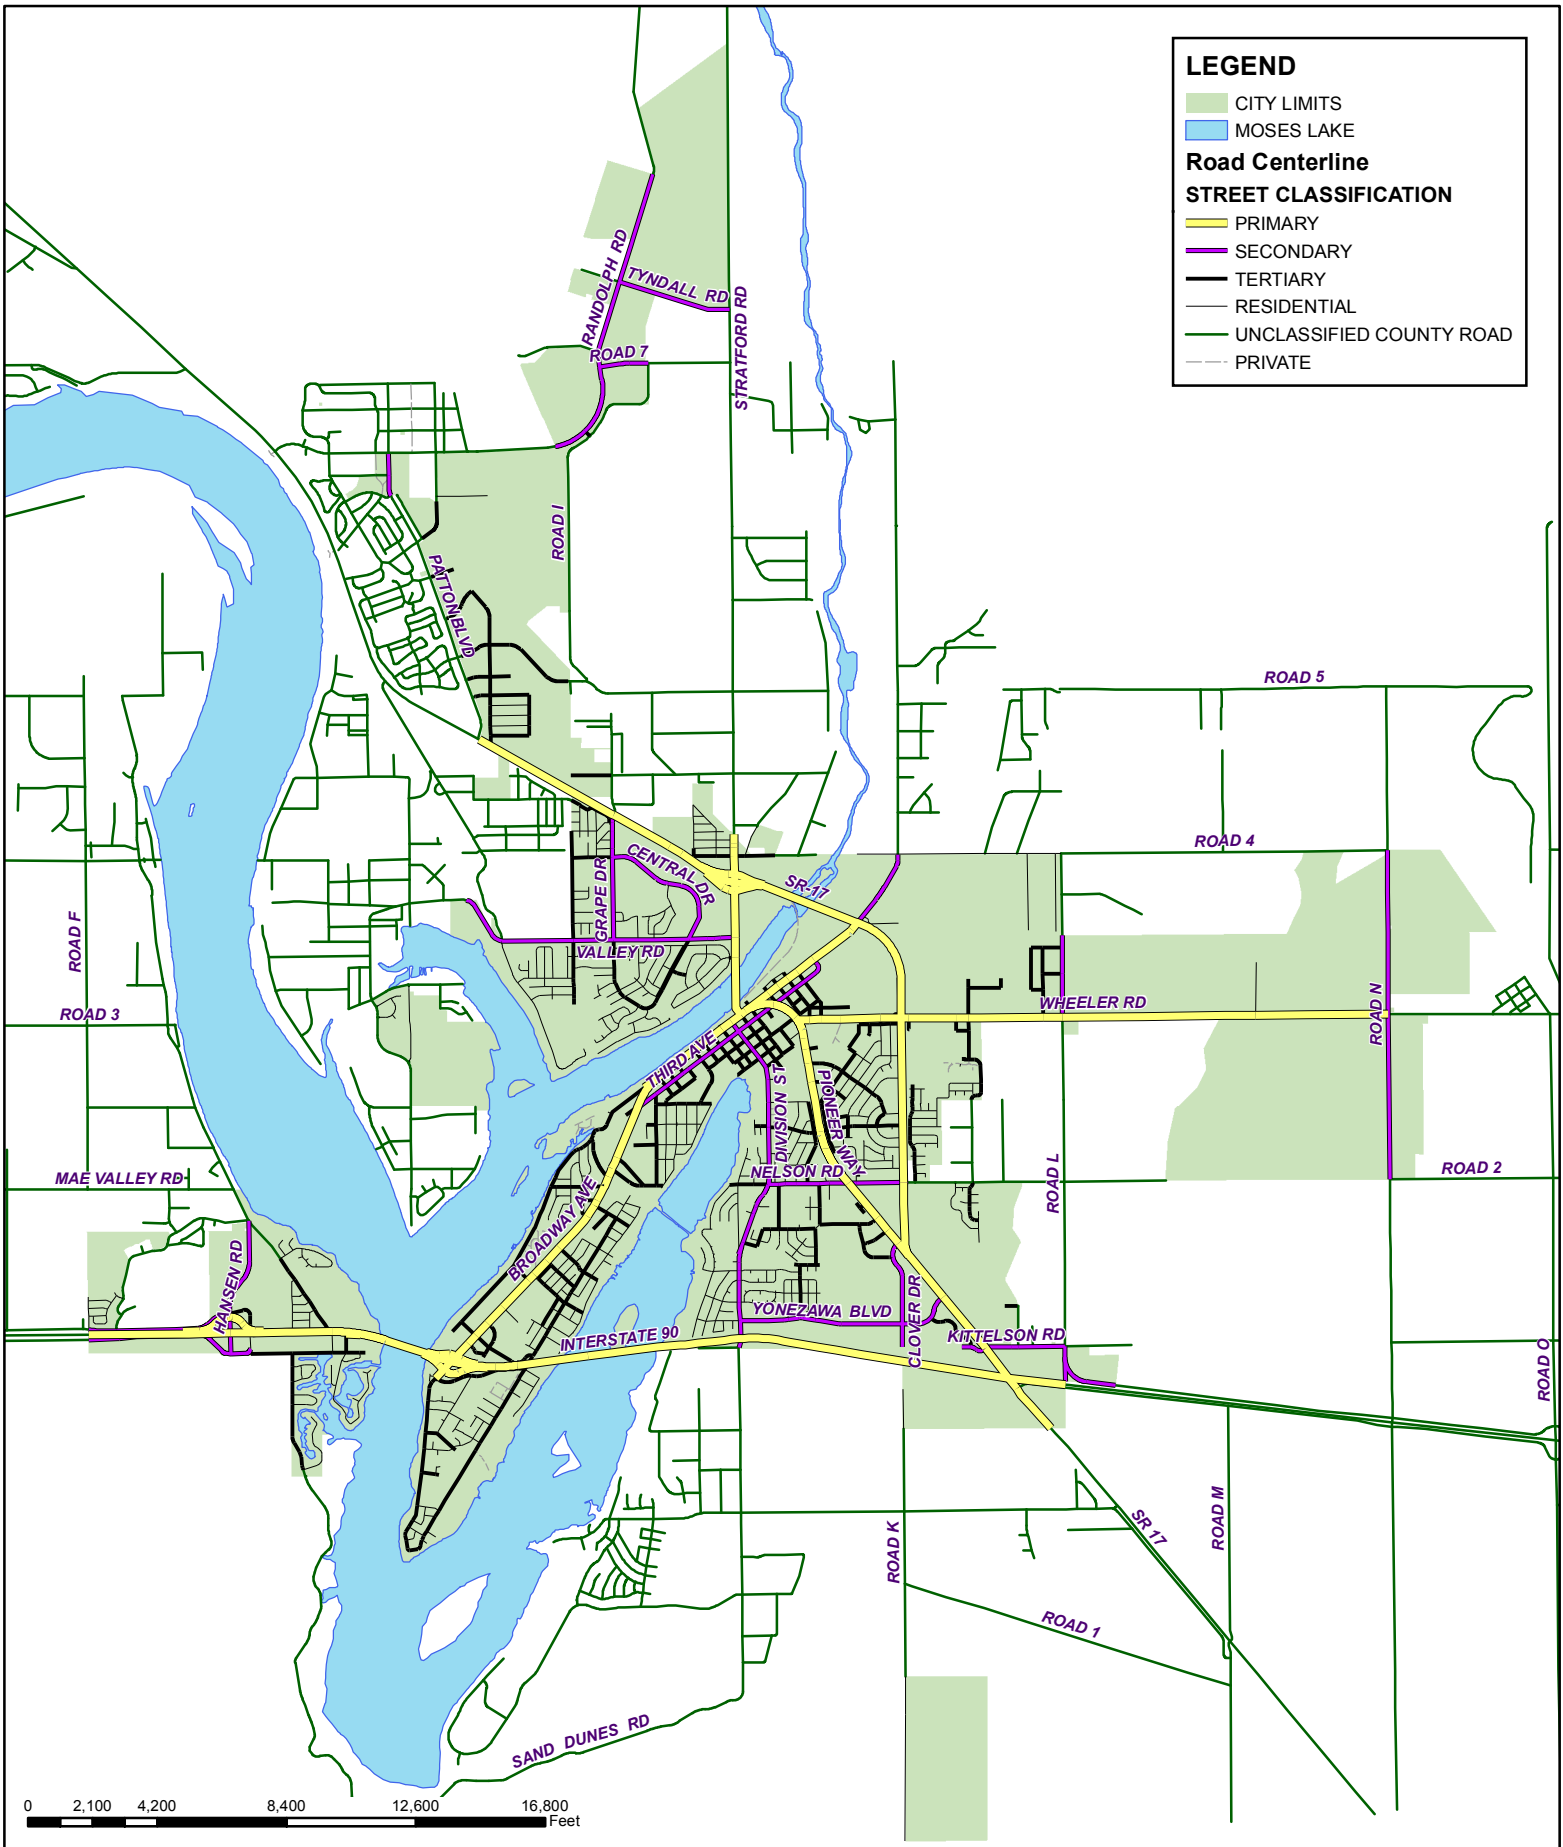 LEGEND
CITY LIMITS
MOSES LAKE
Road Centerline
STREET CLASSIFICATION
PRIMARY
SECONDARY
TERTIARY
RESIDENTIAL
UNCLASSIFIED COUNTY ROAD
PRIVATE
RANDOLPH RD
TYNDALL RD
STRATFORD RD
ROAD 7
ROAD I
PATTON BLVD
ROAD 5
ROAD 4
CENTRAL DR
SR-17
GRAPE DR
VALLEY RD
ROAD F
ROAD 3
WHEELER RD
ROAD N
THIRD AVE
DIVISION ST
PIONEER WAY
NELSON RD
ROAD L
ROAD 2
MAE VALLEY RD
BROADWAY AVE
HANSEN RD
YONEZAWA BLVD
CLOVER DR
KITTELSON RD
INTERSTATE 90
ROAD O
ROAD M
SR 17
ROAD K
ROAD 1
SAND DUNES RD
0 2,100 4,200 8,400 12,600 16,800
Feet